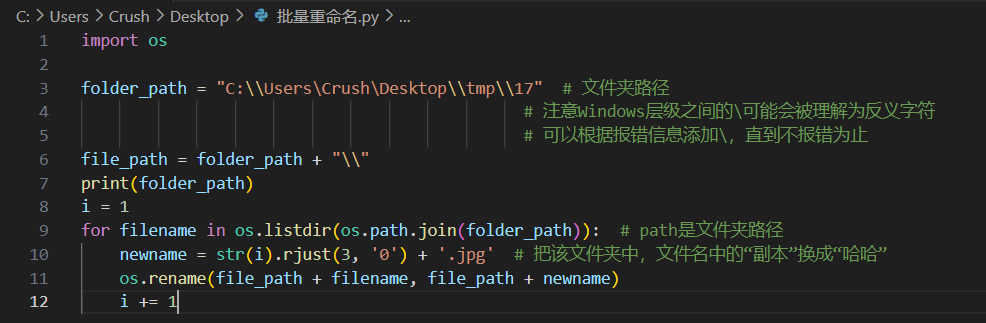 C: > Users > Crush > Desktop > 批量重命名.py > ...
1 import os
2
3 folder_path = "C:\\Users\Crush\Desktop\\tmp\\17"  # 文件夹路径
4 # 注意Windows层级之间的\可能会被理解为反义字符
5 # 可以根据报错信息添加\，直到不报错为止
6 file_path = folder_path + "\\"
7 print(folder_path)
8 i = 1
9 for filename in os.listdir(os.path.join(folder_path)):  # path是文件夹路径
10     newname = str(i).rjust(3, '0') + '.jpg'  # 把该文件夹中，文件名中的“副本”换成“哈哈”
11     os.rename(file_path + filename, file_path + newname)
12     i += 1